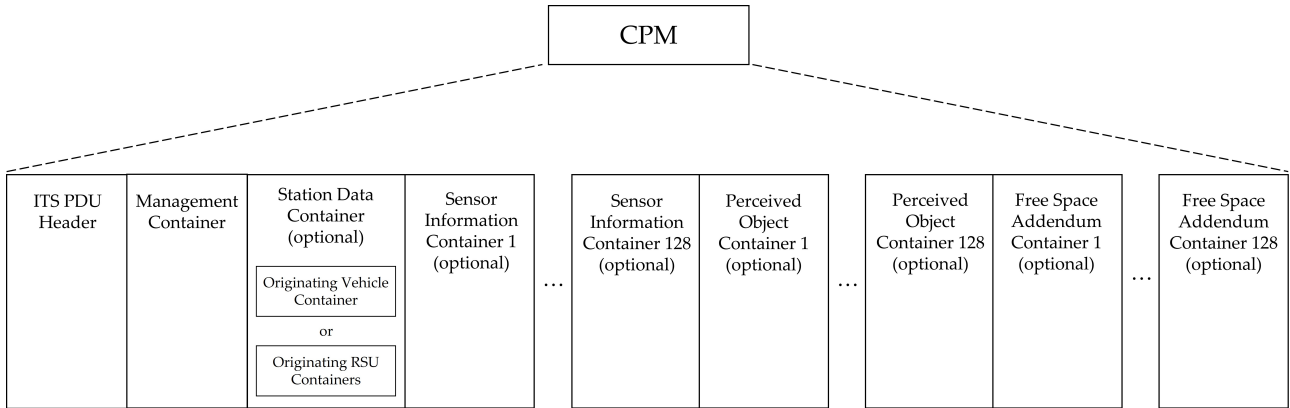 CPM
ITS PDU
Header
Management
Container
Station Data
Container
(optional)
Originating Vehicle
Container
or
Originating RSU
Containers
Sensor
Information
Container 1
(optional)
...
Sensor
Information
Container 128
(optional)
Perceived
Object
Container 1
(optional)
...
Perceived
Object
Container 128
(optional)
Free Space
Addendum
Container 1
(optional)
...
Free Space
Addendum
Container 128
(optional)